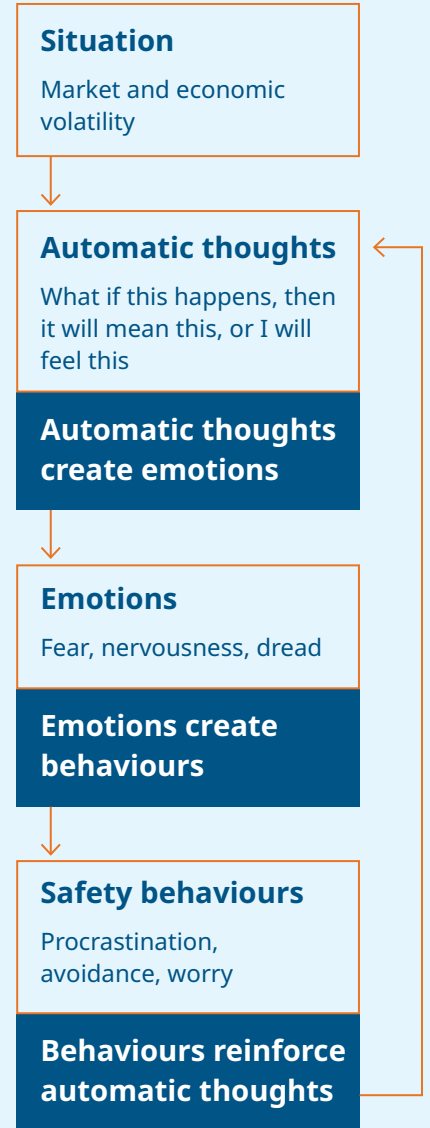 Situation
Market and economic
volatility
Automatic thoughts
What if this happens, then
it will mean this, or I will
feel this
Automatic thoughts
create emotions
Emotions
Fear, nervousness, dread
Emotions create
behaviours
Safety behaviours
Procrastination,
avoidance, worry
Behaviours reinforce
automatic thoughts